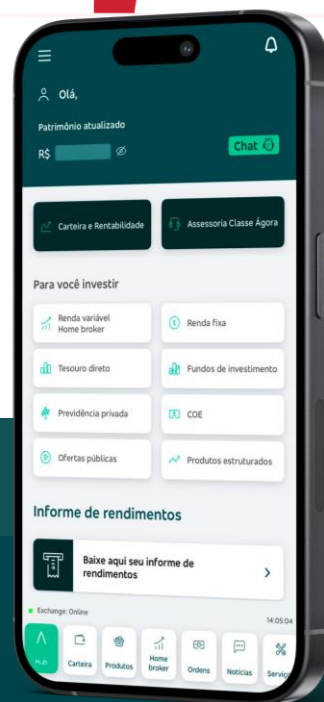 Olá,
Patrimônio atualizado
R$
Chat
Carteira e Rentabilidade
Assessoria Classe Ágora
Para você investir
Renda variável
Home broker
Renda fixa
Tesouro direto
Fundos de investimento
Previdência privada
COE
Ofertas públicas
Produtos estruturados
Informe de rendimentos
Baixe aqui seu informe de
rendimentos
Exchange: Online
14:05:04
Hub
Carteira
Produtos
Home
broker
Ordens
Notícias